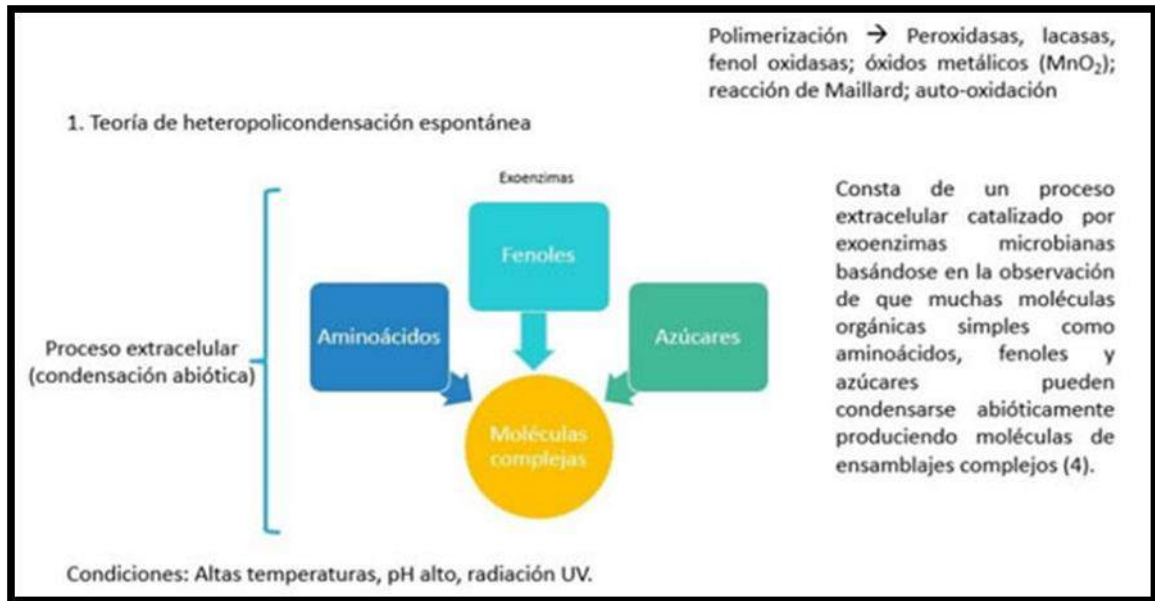 Polimerización → Peroxidasas, lacasas,
fenol oxidasas; óxidos metálicos (MnO₂);
reacción de Maillard; auto-oxidación
1. Teoría de heteropolicondensación espontánea
Exoenzimas
Fenoles
Aminoácidos
Azúcares
Proceso extracelular
(condensación abiótica)
Moléculas
complejas
Consta de un proceso
extracelular catalizado por
exoenzimas microbianas
basándose en la observación
de que muchas moléculas
orgánicas simples como
aminoácidos, fenoles y
azúcares pueden
condensarse abióticamente
produciendo moléculas de
ensamblajes complejos (4).
Condiciones: Altas temperaturas, pH alto, radiación UV.